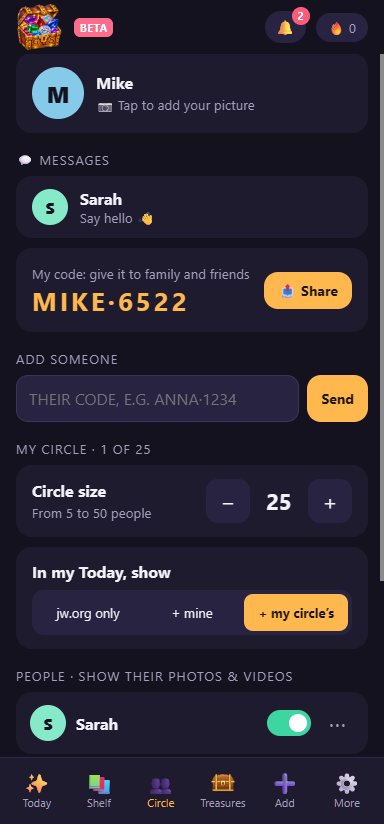 BETA
2
0
M
Mike
Tap to add your picture
MESSAGES
S
Sarah
Say hello
My code: give it to family and friends
MIKE·6522
Share
ADD SOMEONE
THEIR CODE, E.G. ANNA·1234
Send
MY CIRCLE · 1 OF 25
Circle size
From 5 to 50 people
− 25 +
In my Today, show
jw.org only + mine + my circle’s
PEOPLE · SHOW THEIR PHOTOS & VIDEOS
S
Sarah
Today Shelf Circle Treasures Add More